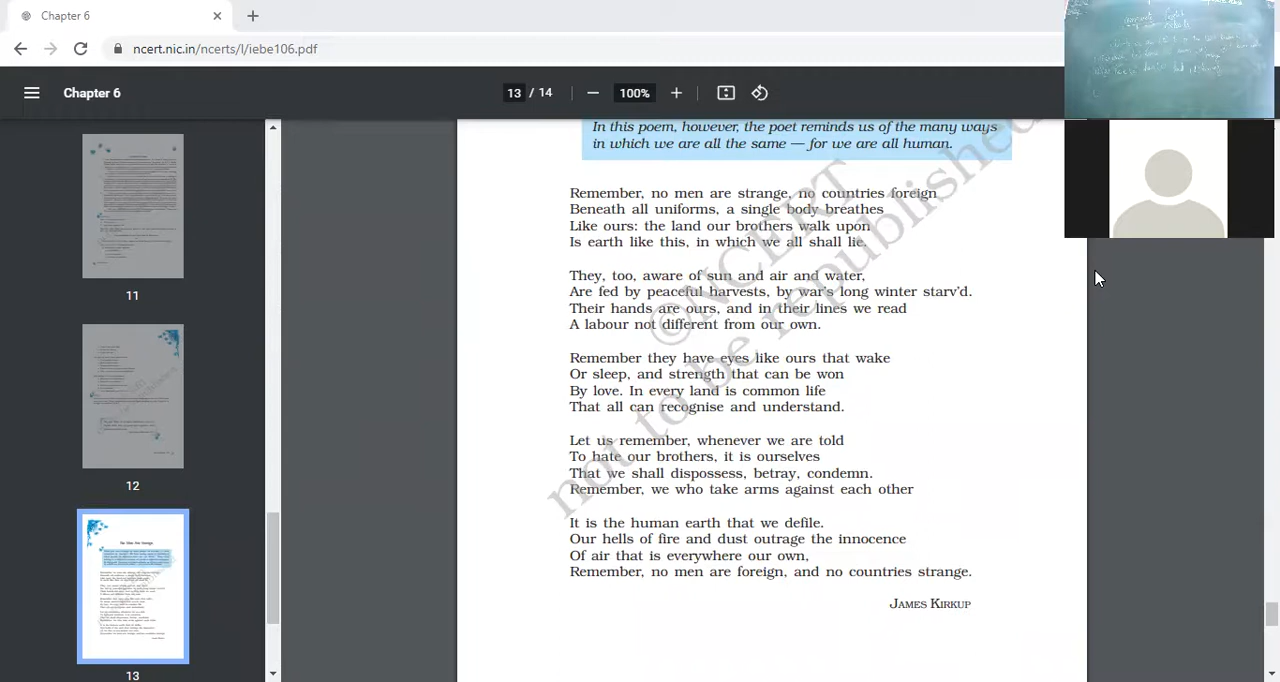 Chapter 6
ncert.nic.in/ncerts/l/iebe106.pdf
Chapter 6
13 / 14
100%
11
12
13
In this poem, however, the poet reminds us of the many ways
in which we are all the same — for we are all human.
Remember, no men are strange, no countries foreign
Beneath all uniforms, a single body breathes
Like ours: the land our brothers walk upon
Is earth like this, in which we all shall lie.
They, too, aware of sun and air and water,
Are fed by peaceful harvests, by war's long winter starv'd.
Their hands are ours, and in their lines we read
A labour not different from our own.
Remember they have eyes like ours that wake
Or sleep, and strength that can be won
By love. In every land is common life
That all can recognise and understand.
Let us remember, whenever we are told
To hate our brothers, it is ourselves
That we shall dispossess, betray, condemn.
Remember, we who take arms against each other
It is the human earth that we defile.
Our hells of fire and dust outrage the innocence
Of air that is everywhere our own,
Remember, no men are foreign, and no countries strange.
JAMES KIRKUP
©NCERT
not to be republished
No Men Are Foreign